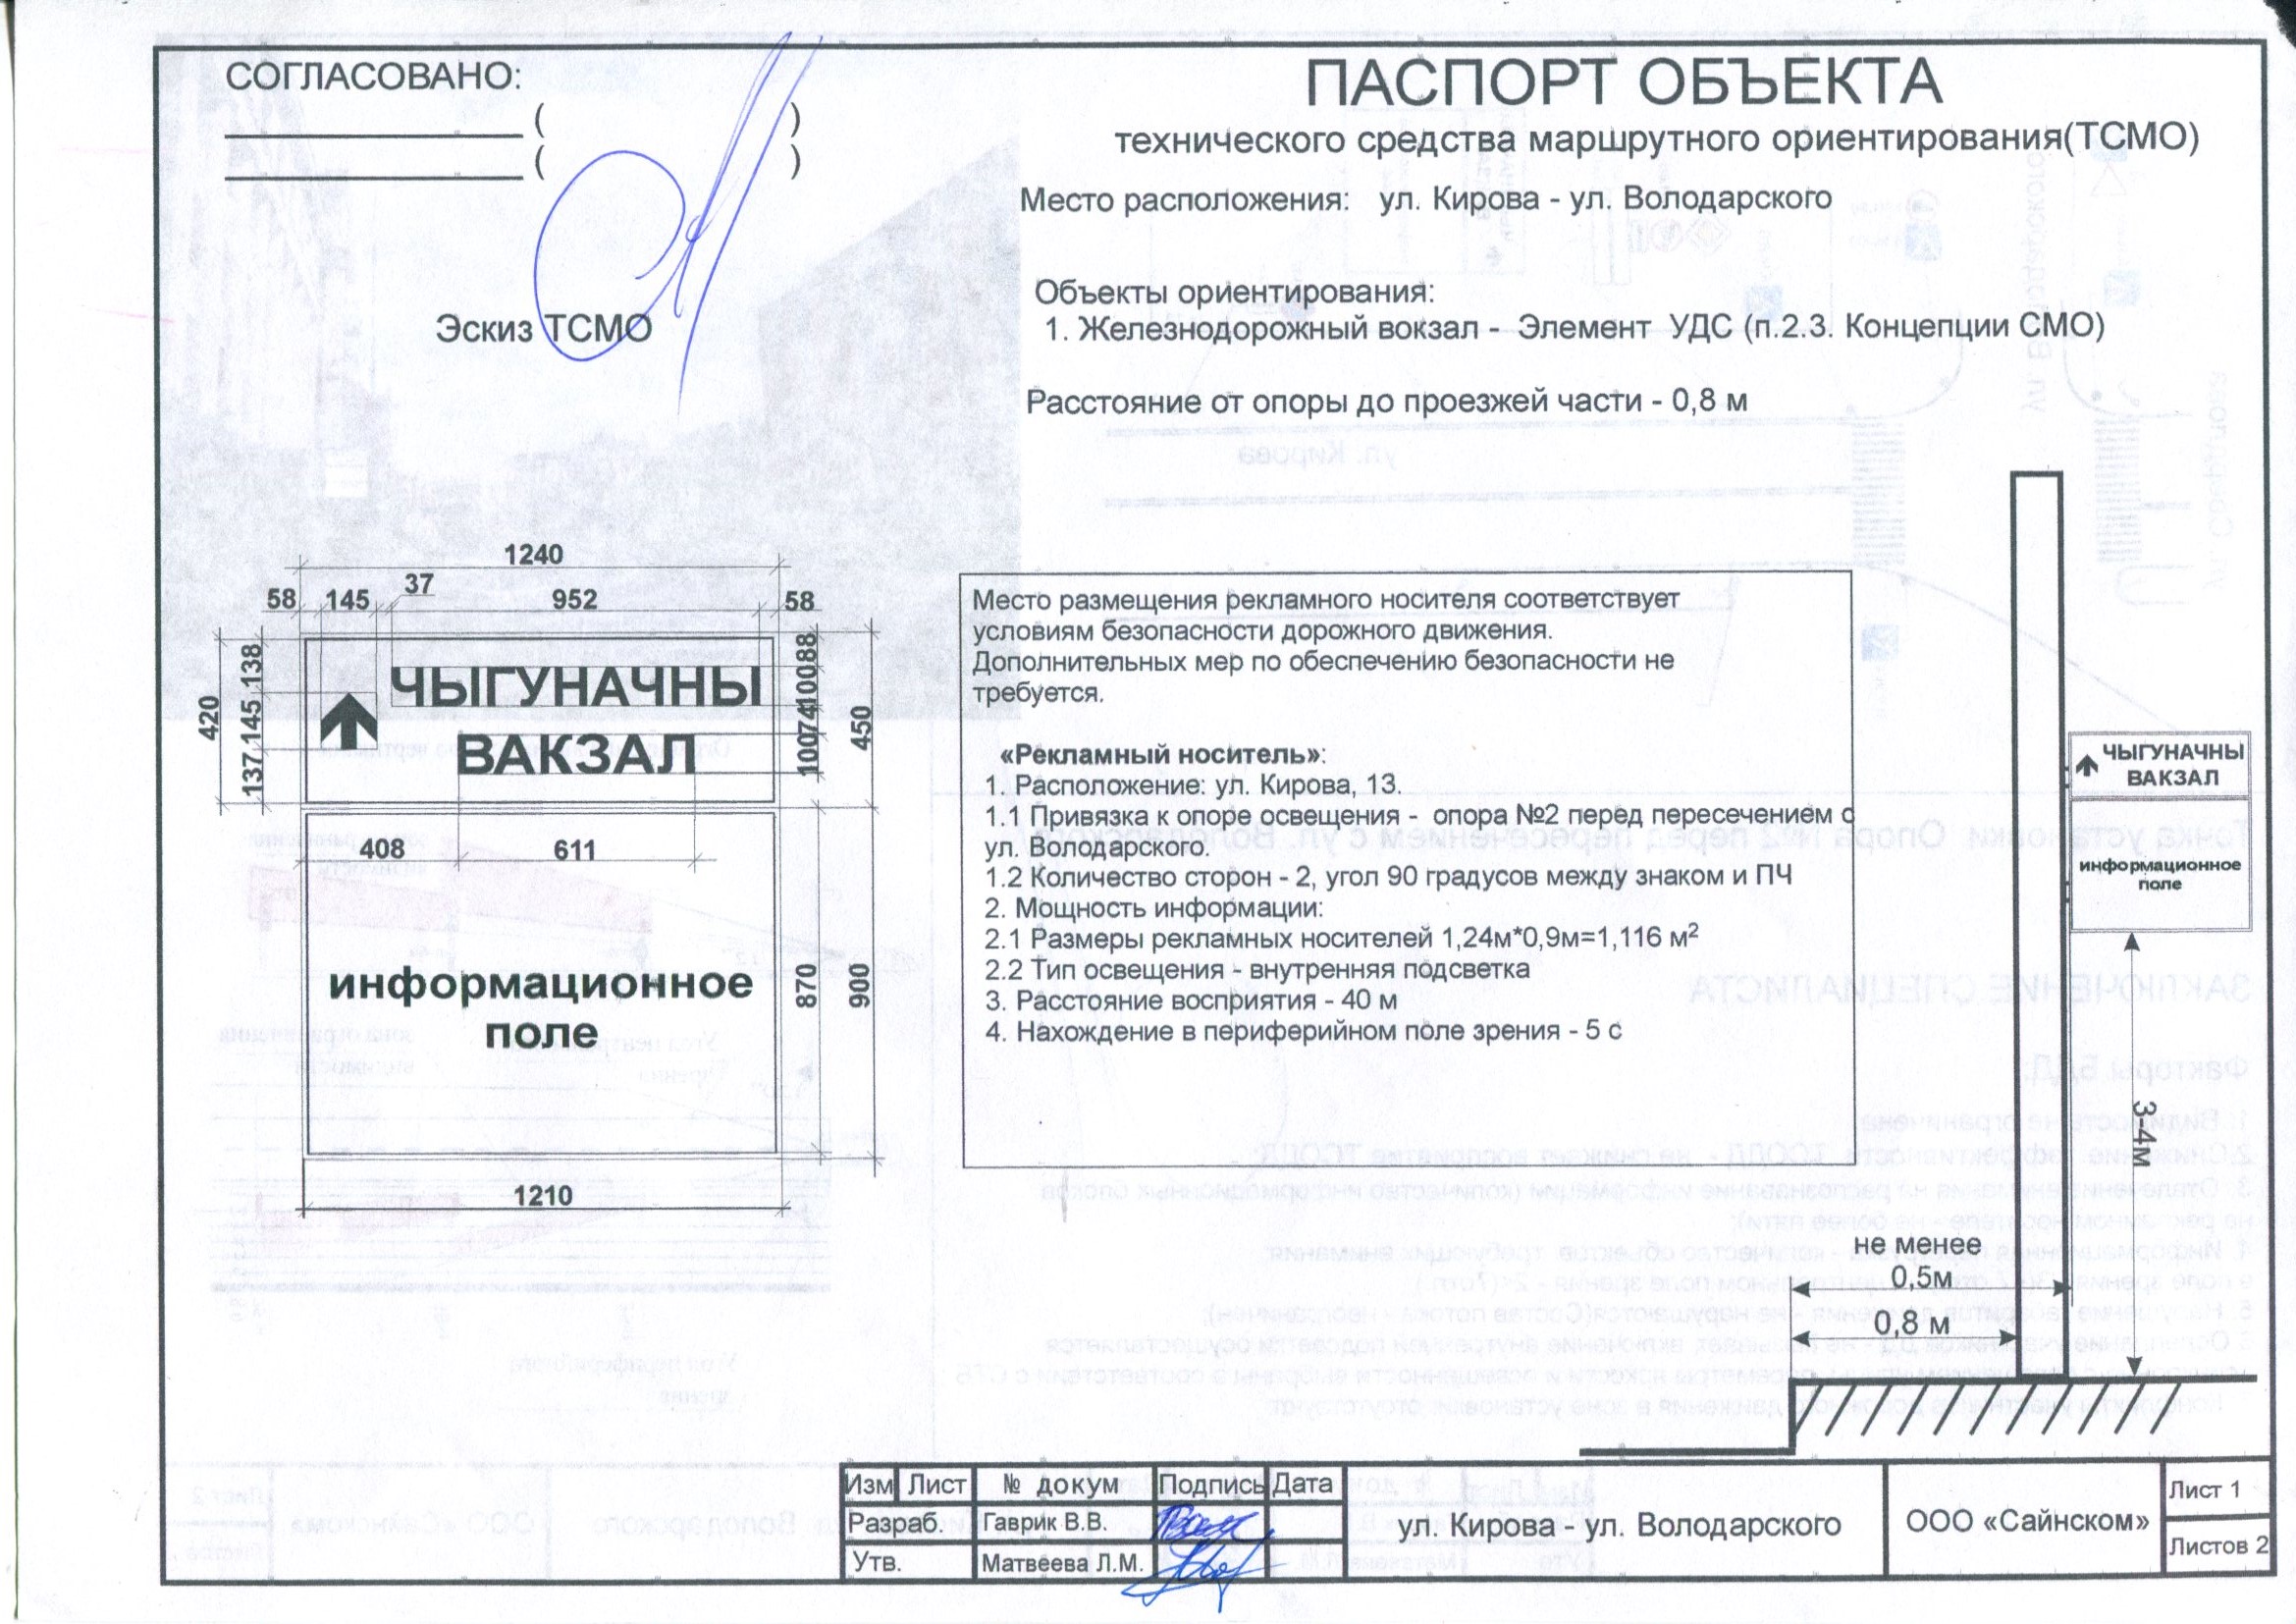 СОГЛАСОВАНО:
( )
( )
ПАСПОРТ ОБЪЕКТА
технического средства маршрутного ориентирования(ТСМО)
Место расположения: ул. Кирова - ул. Володарского
Объекты ориентирования:
1. Железнодорожный вокзал - Элемент УДС (п.2.3. Концепции СМО)
Расстояние от опоры до проезжей части - 0,8 м
Эскиз ТСМО
1240
58 145 37 952 58
420
137 145 138
ЧЫГУНАЧНЫ
ВАКЗАЛ
100 74 100 88
450
408 611
информационное
поле
870
900
1210
Место размещения рекламного носителя соответствует
условиям безопасности дорожного движения.
Дополнительных мер по обеспечению безопасности не
требуется.
«Рекламный носитель»:
1. Расположение: ул. Кирова, 13.
1.1 Привязка к опоре освещения - опора №2 перед пересечением с
ул. Володарского.
1.2 Количество сторон - 2, угол 90 градусов между знаком и ПЧ
2. Мощность информации:
2.1 Размеры рекламных носителей 1,24м*0,9м=1,116 м²
2.2 Тип освещения - внутренняя подсветка
3. Расстояние восприятия - 40 м
4. Нахождение в периферийном поле зрения - 5 с
ЧЫГУНАЧНЫ
ВАКЗАЛ
информационное
поле
3-4м
не менее
0,5м
0,8 м
Изм Лист № докум Подпись Дата
Разраб. Гаврик В.В.
Утв. Матвеева Л.М.
ул. Кирова - ул. Володарского
ООО «Сайнском»
Лист 1
Листов 2